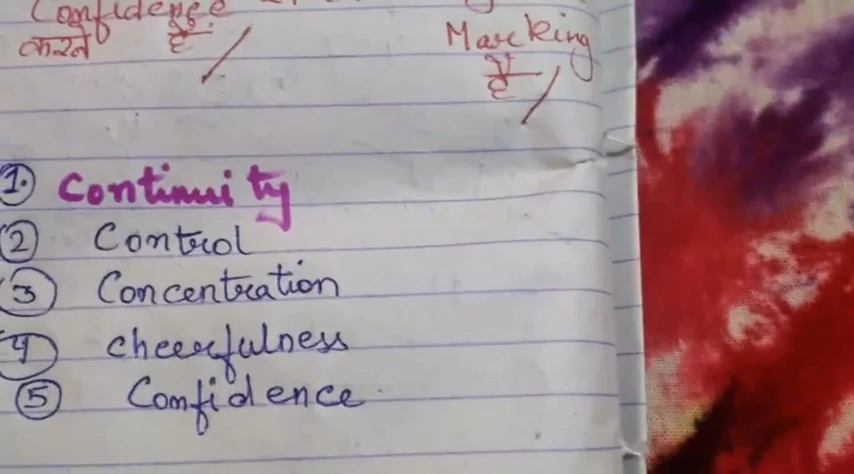 Confidence
करते है
Marking
है
1. Continuity
2 Control
3 Concentration
4 cheerfulness
5 Confidence